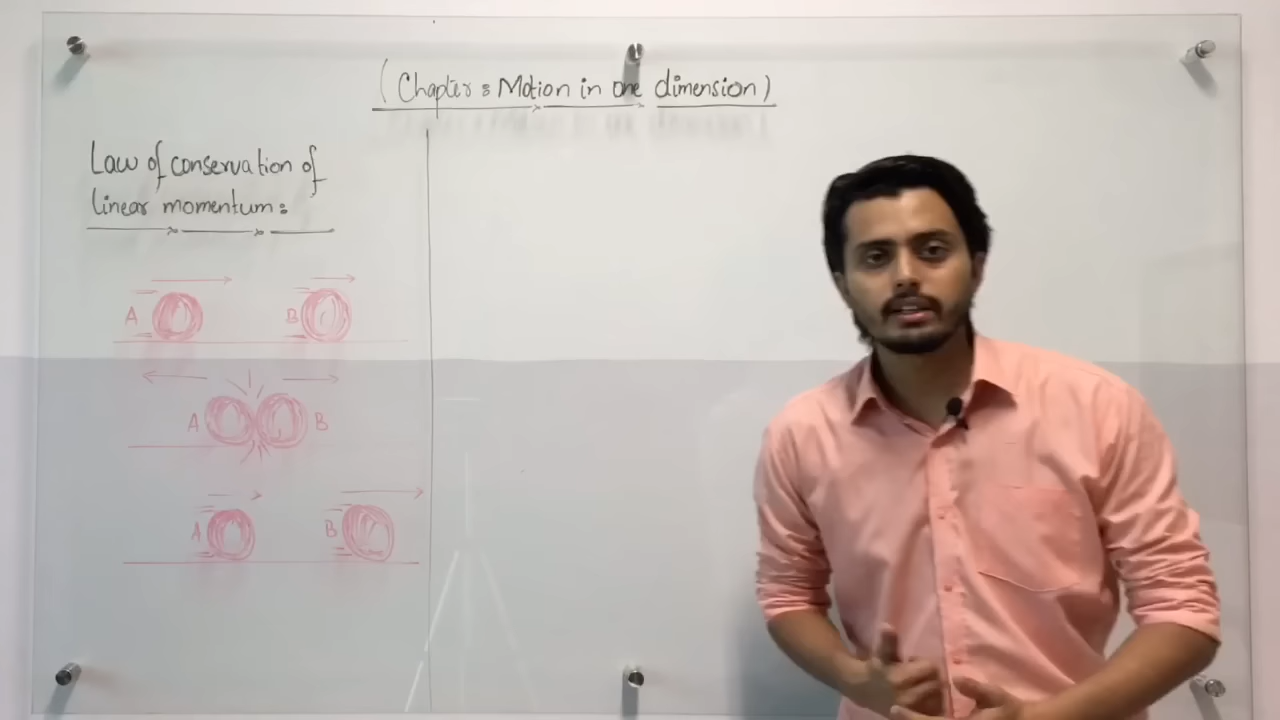 (Chapter : Motion in one dimension)
Law of conservation of
linear momentum :
A B
A B
A B